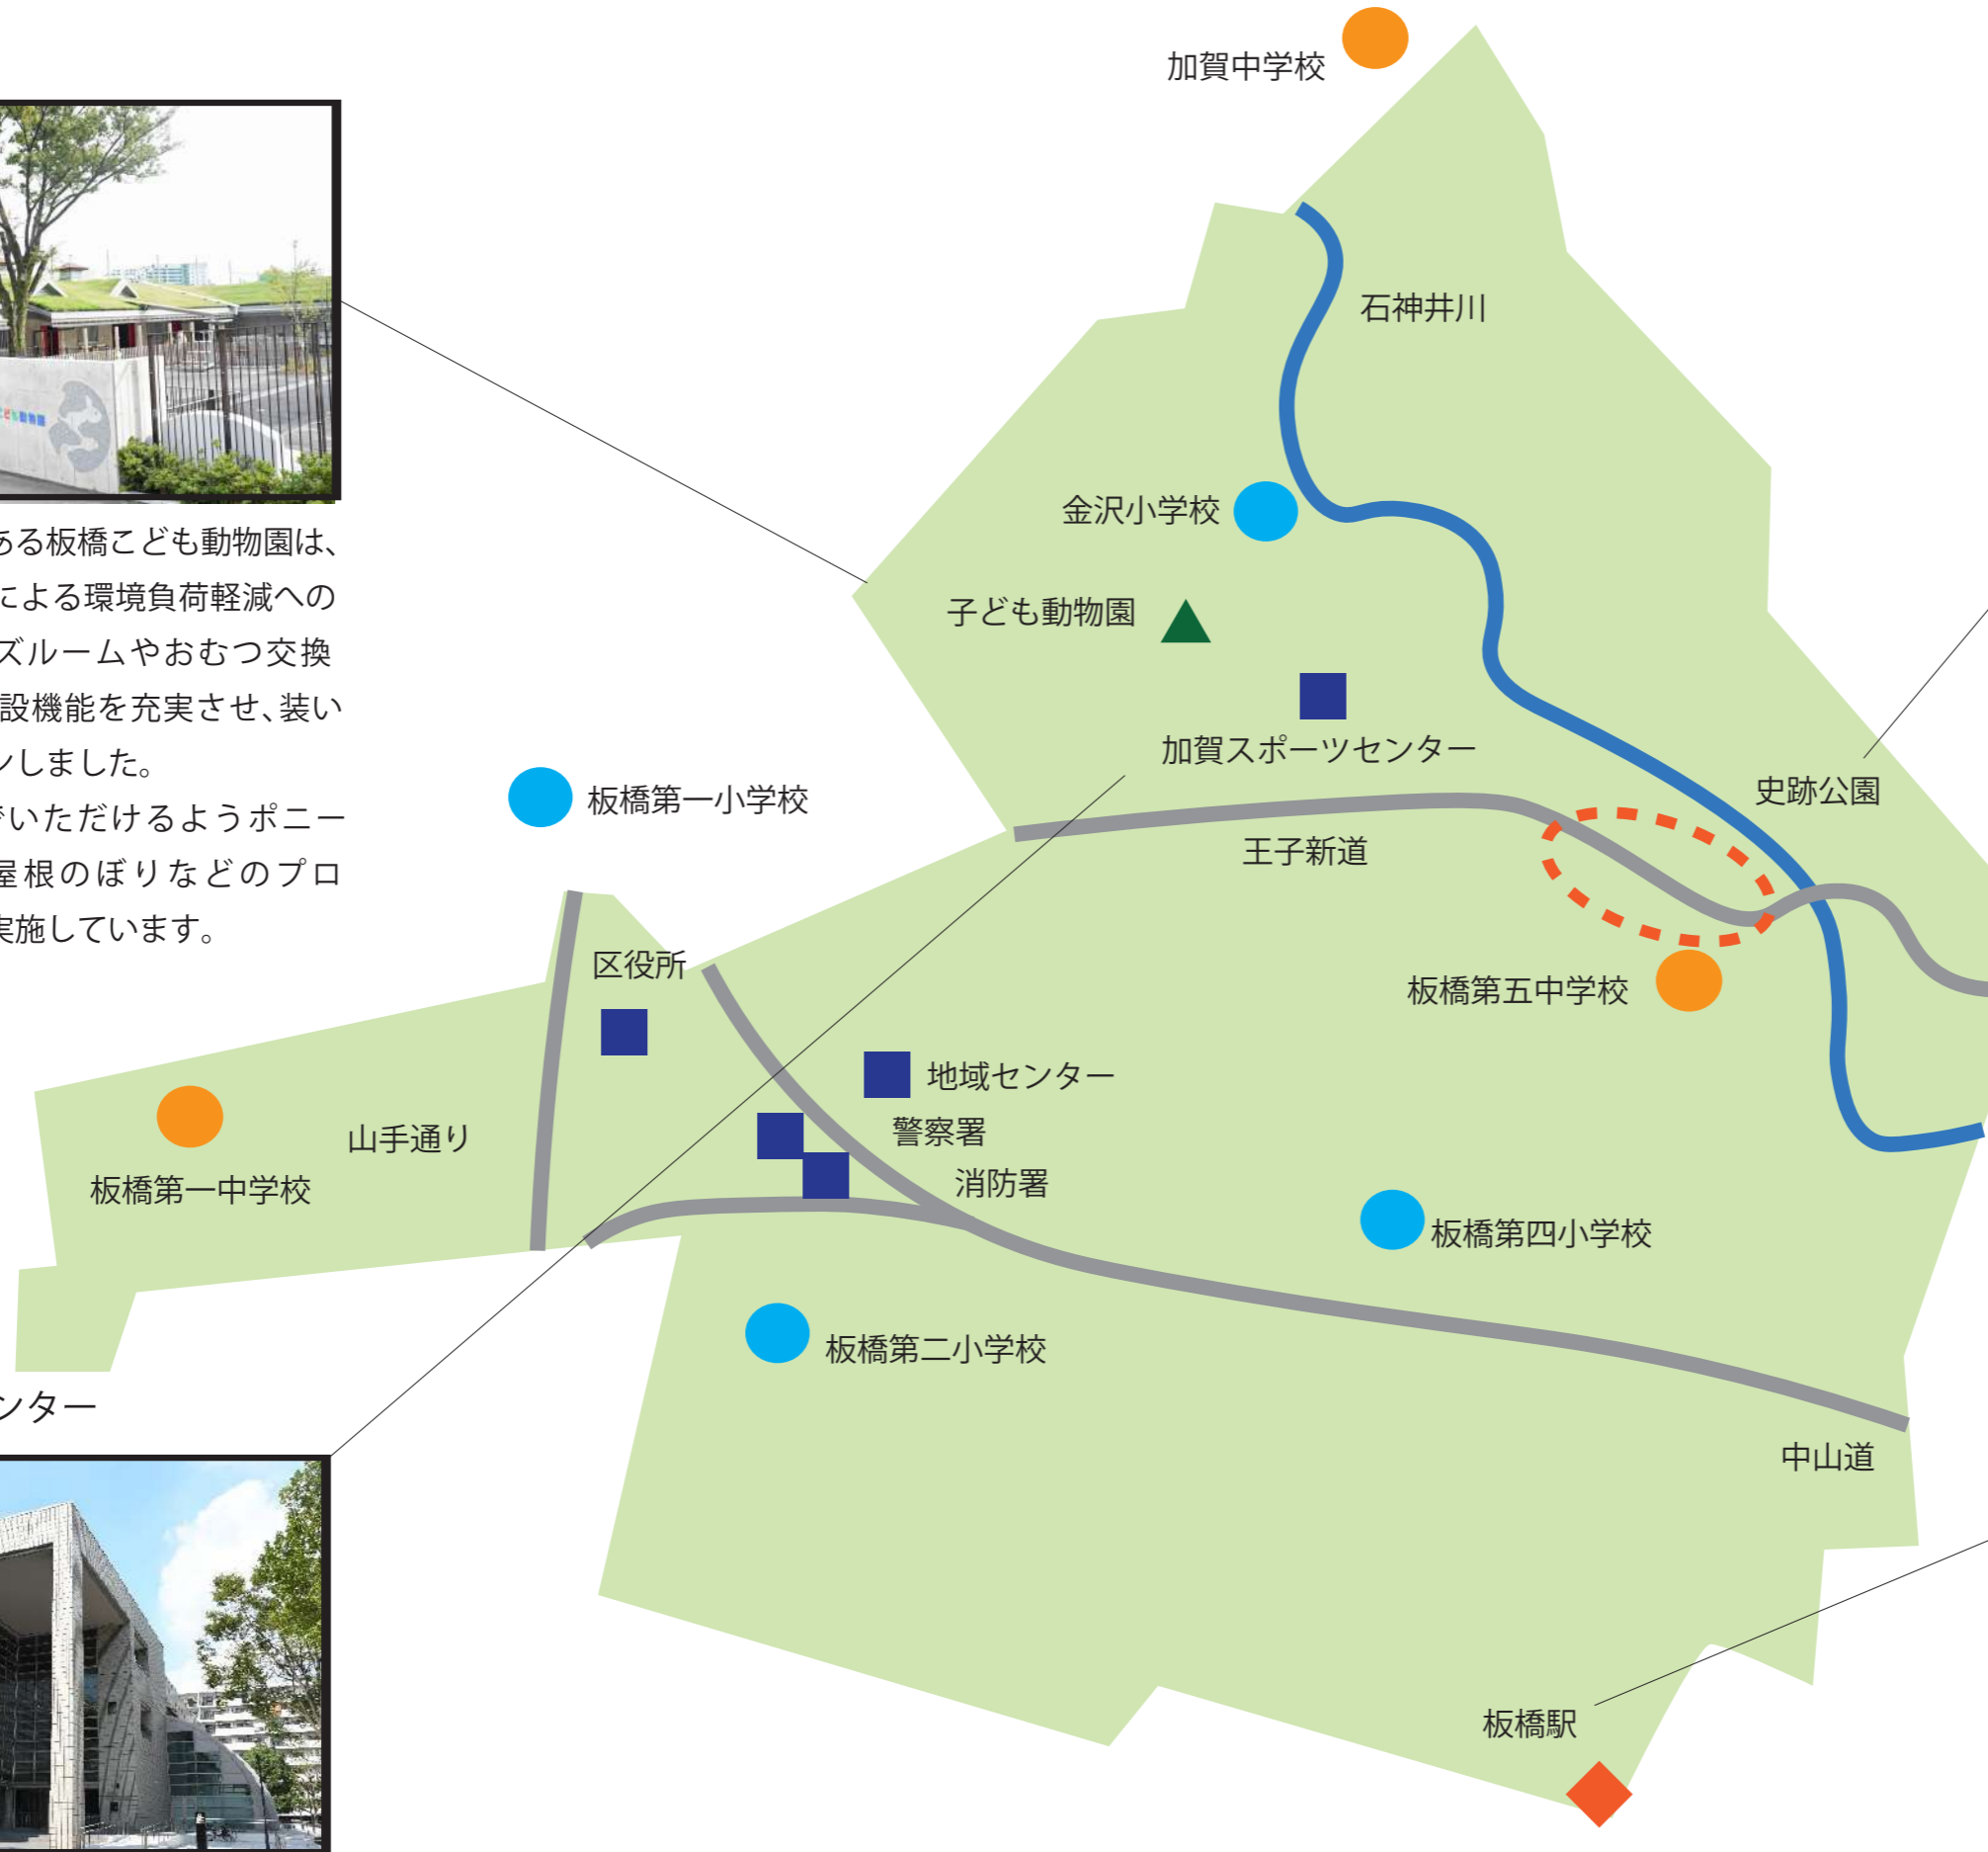 加賀中学校
石神井川
金沢小学校
子ども動物園
加賀スポーツセンター
史跡公園
王子新道
板橋第一小学校
区役所
板橋第五中学校
地域センター
警察署
消防署
山手通り
板橋第一中学校
板橋第四小学校
板橋第二小学校
中山道
板橋駅
こども動物園
ある板橋こども動物園は、
による環境負荷軽減への
ズルームやおむつ交換
設機能を充実させ、装い
ンしました。
でいただけるようポニー
屋根のぼりなどのプロ
実施しています。
ンター